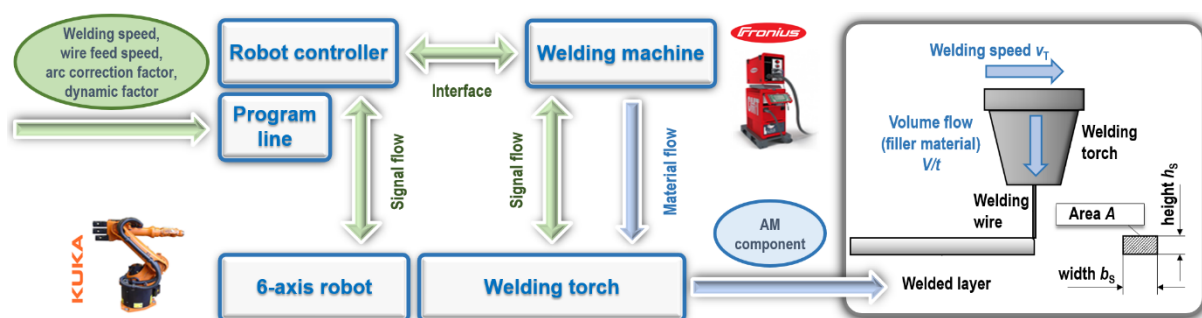 Welding speed,
wire feed speed,
arc correction factor,
dynamic factor
Robot controller
Program
line
Interface
Welding machine
Fronius
Signal flow
Signal flow
Material flow
KUKA
6-axis robot
Welding torch
AM
component
Welding speed vT
Volume flow
(filler material)
V/t
Welding
torch
Welding
wire
Area A
height hS
width bS
Welded layer